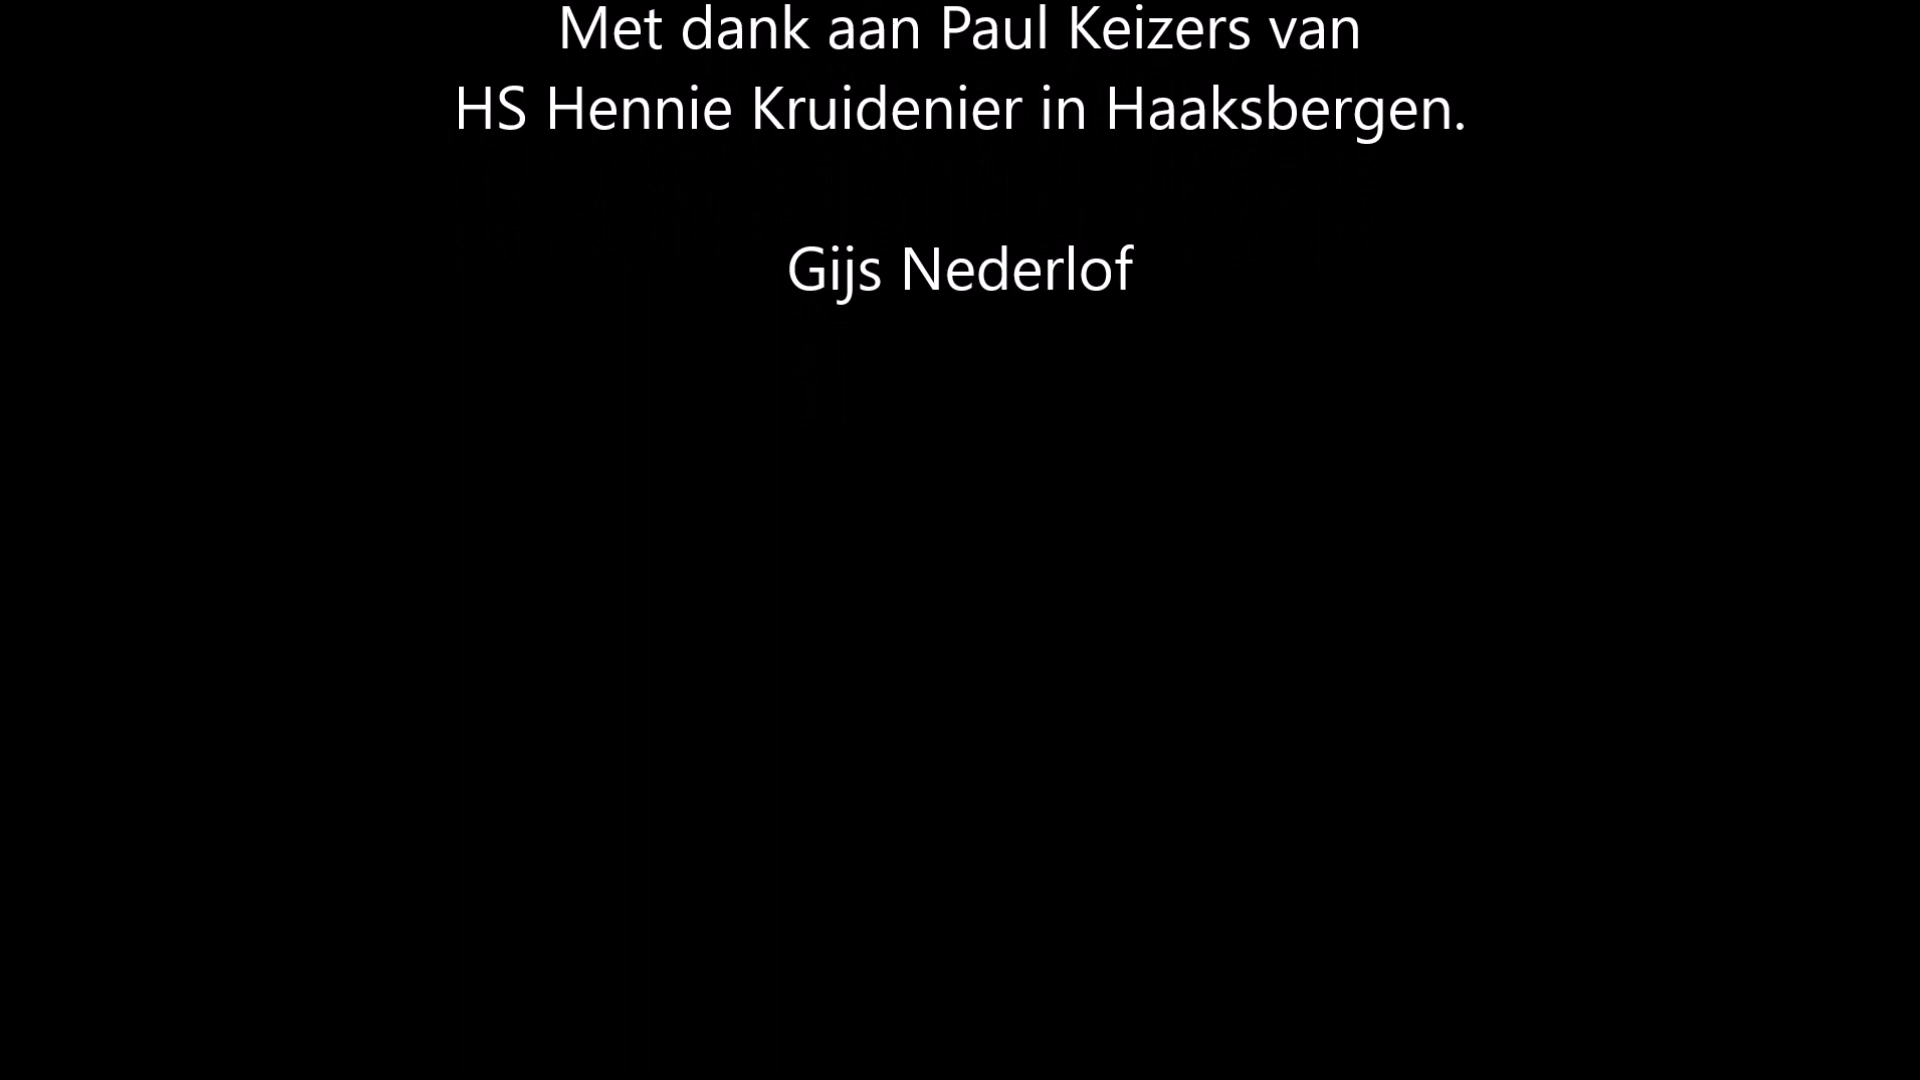 Met dank aan Paul Keizers van
HS Hennie Kruidenier in Haaksbergen.
Gijs Nederlof